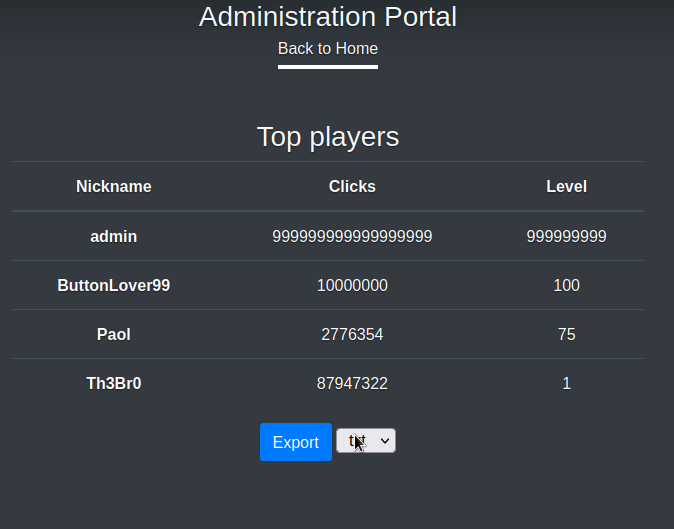 Administration Portal
Back to Home
Top players
Nickname Clicks Level
admin 999999999999999999 999999999
ButtonLover99 10000000 100
Paol 2776354 75
Th3Br0 87947322 1
Export